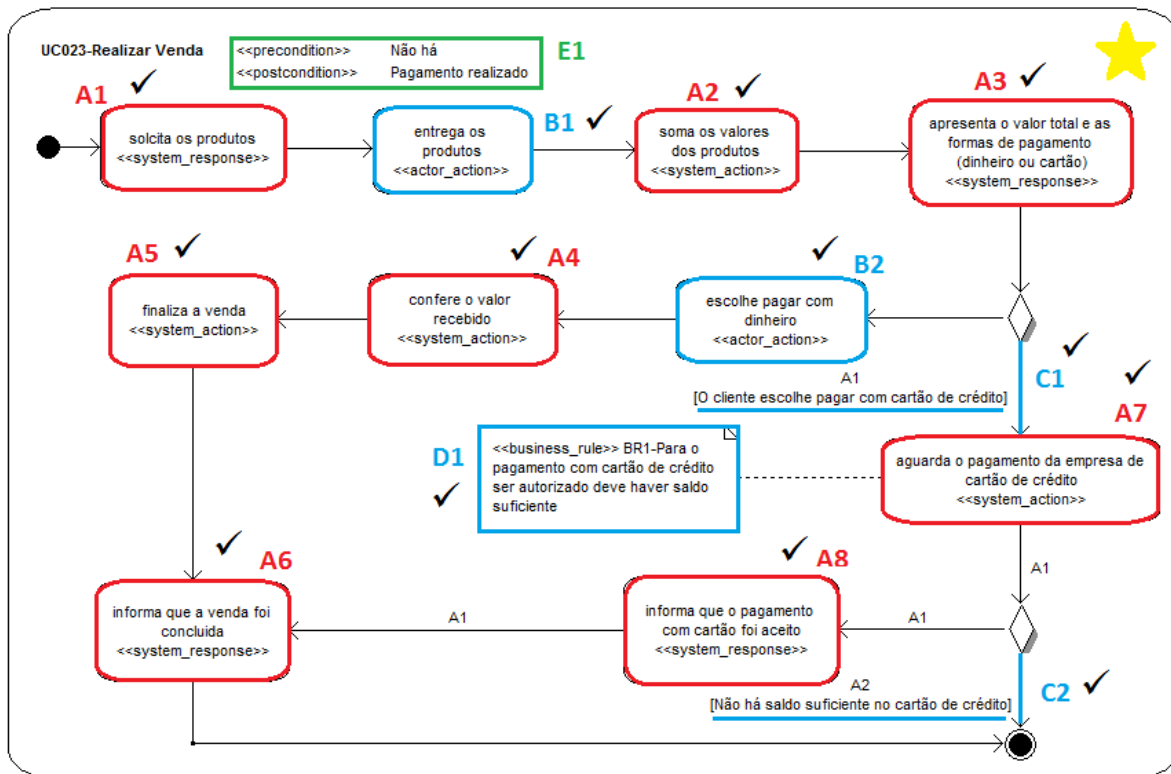 UC023-Realizar Venda
<<precondition>> Não há
<<postcondition>> Pagamento realizado
E1
A1
solcita os produtos
<<system_response>>
entrega os
produtos
<<actor_action>>
B1
A2
soma os valores
dos produtos
<<system_action>>
A3
apresenta o valor total e as
formas de pagamento
(dinheiro ou cartão)
<<system_response>>
A5
finaliza a venda
<<system_action>>
A4
confere o valor
recebido
<<system_action>>
B2
escolhe pagar com
dinheiro
<<actor_action>>
A1
[O cliente escolhe pagar com cartão de crédito]
C1
A7
aguarda o pagamento da empresa de
cartão de crédito
<<system_action>>
D1
<<business_rule>> BR1-Para o
pagamento com cartão de crédito
ser autorizado deve haver saldo
suficiente
A1
A6
informa que a venda foi
concluida
<<system_response>>
A1
A8
informa que o pagamento
com cartão foi aceito
<<system_response>>
A1
A2
[Não há saldo suficiente no cartão de crédito]
C2